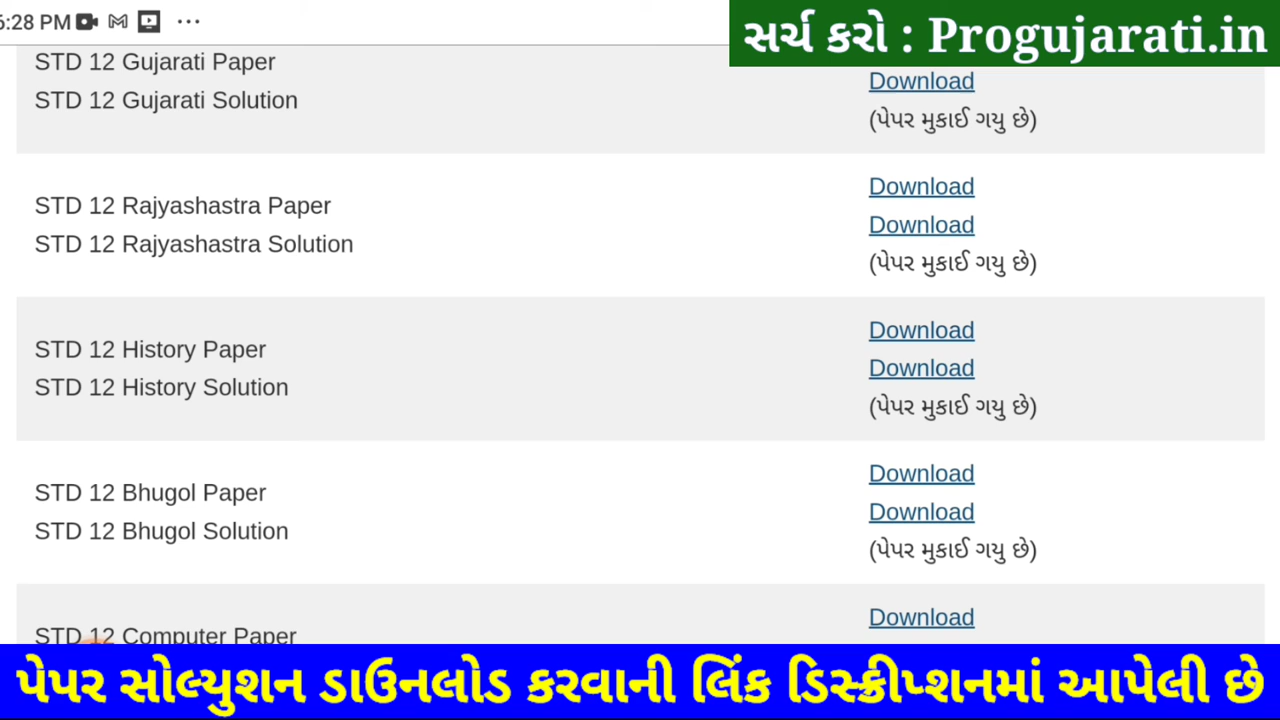 6:28 PM
સર્ચ કરો : Progujarati.in
STD 12 Gujarati Paper
Download
STD 12 Gujarati Solution
(પેપર મુકાઈ ગયુ છે)
Download
STD 12 Rajyashastra Paper
Download
STD 12 Rajyashastra Solution
(પેપર મુકાઈ ગયુ છે)
Download
STD 12 History Paper
Download
STD 12 History Solution
(પેપર મુકાઈ ગયુ છે)
Download
STD 12 Bhugol Paper
Download
STD 12 Bhugol Solution
(પેપર મુકાઈ ગયુ છે)
Download
STD 12 Computer Paper
પેપર સોલ્યુશન ડાઉનલોડ કરવાની લિંક ડિસ્ક્રીપ્શનમાં આપેલી છે